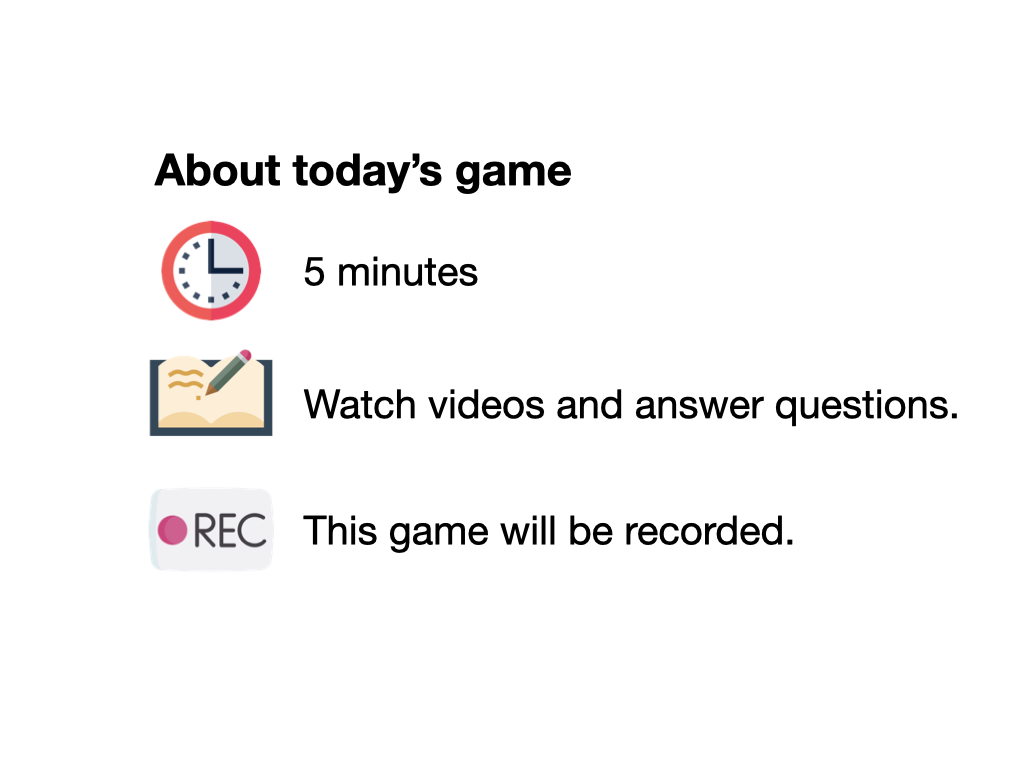 About today’s game
5 minutes
Watch videos and answer questions.
REC
This game will be recorded.